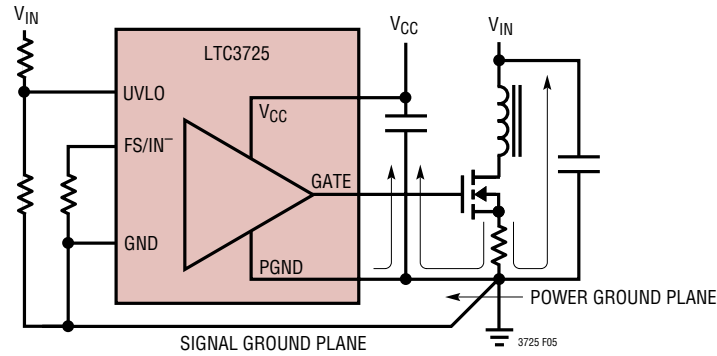 VIN
VCC
VIN
LTC3725
UVLO
VCC
FS/IN–
GATE
GND
PGND
POWER GROUND PLANE
SIGNAL GROUND PLANE
3725 F05